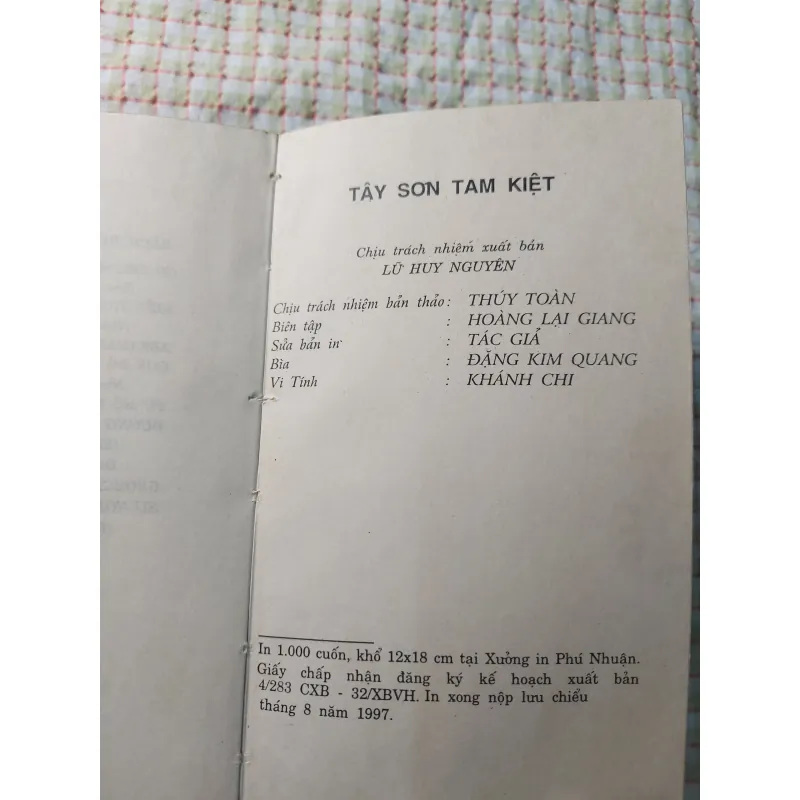 TÂY SƠN TAM KIỆT
Chịu trách nhiệm xuất bản
LỮ HUY NGUYÊN
Chịu trách nhiệm bản thảo : THÚY TOÀN
Biên tập : HOÀNG LẠI GIANG
Sửa bản in : TÁC GIẢ
Bìa : ĐẶNG KIM QUANG
Vi Tính : KHÁNH CHI
In 1.000 cuốn, khổ 12x18 cm tại Xưởng in Phú Nhuận.
Giấy chấp nhận đăng ký kế hoạch xuất bản
4/283 CXB - 32/XBVH. In xong nộp lưu chiểu
tháng 8 năm 1997.